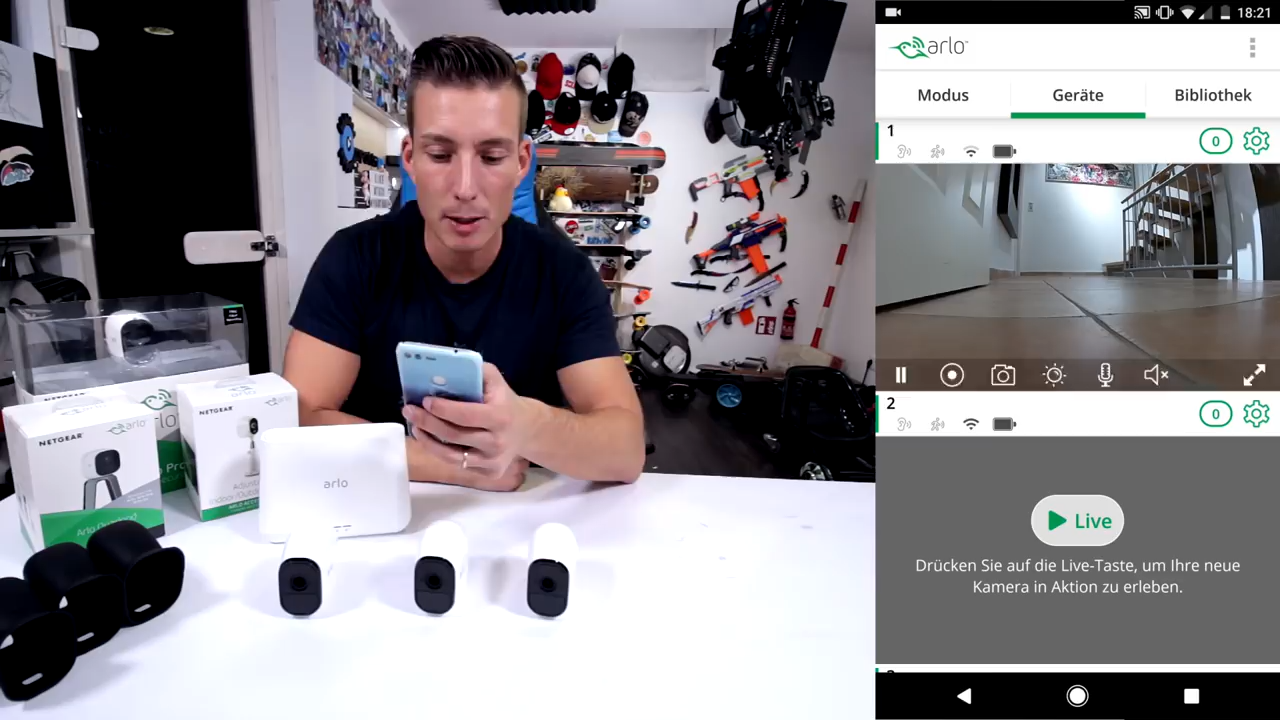 18:21
arlo
Modus
Geräte
Bibliothek
1
0
2
0
Live
Drücken Sie auf die Live-Taste, um Ihre neue
Kamera in Aktion zu erleben.
NETGEAR
arlo
NETGEAR
arlo